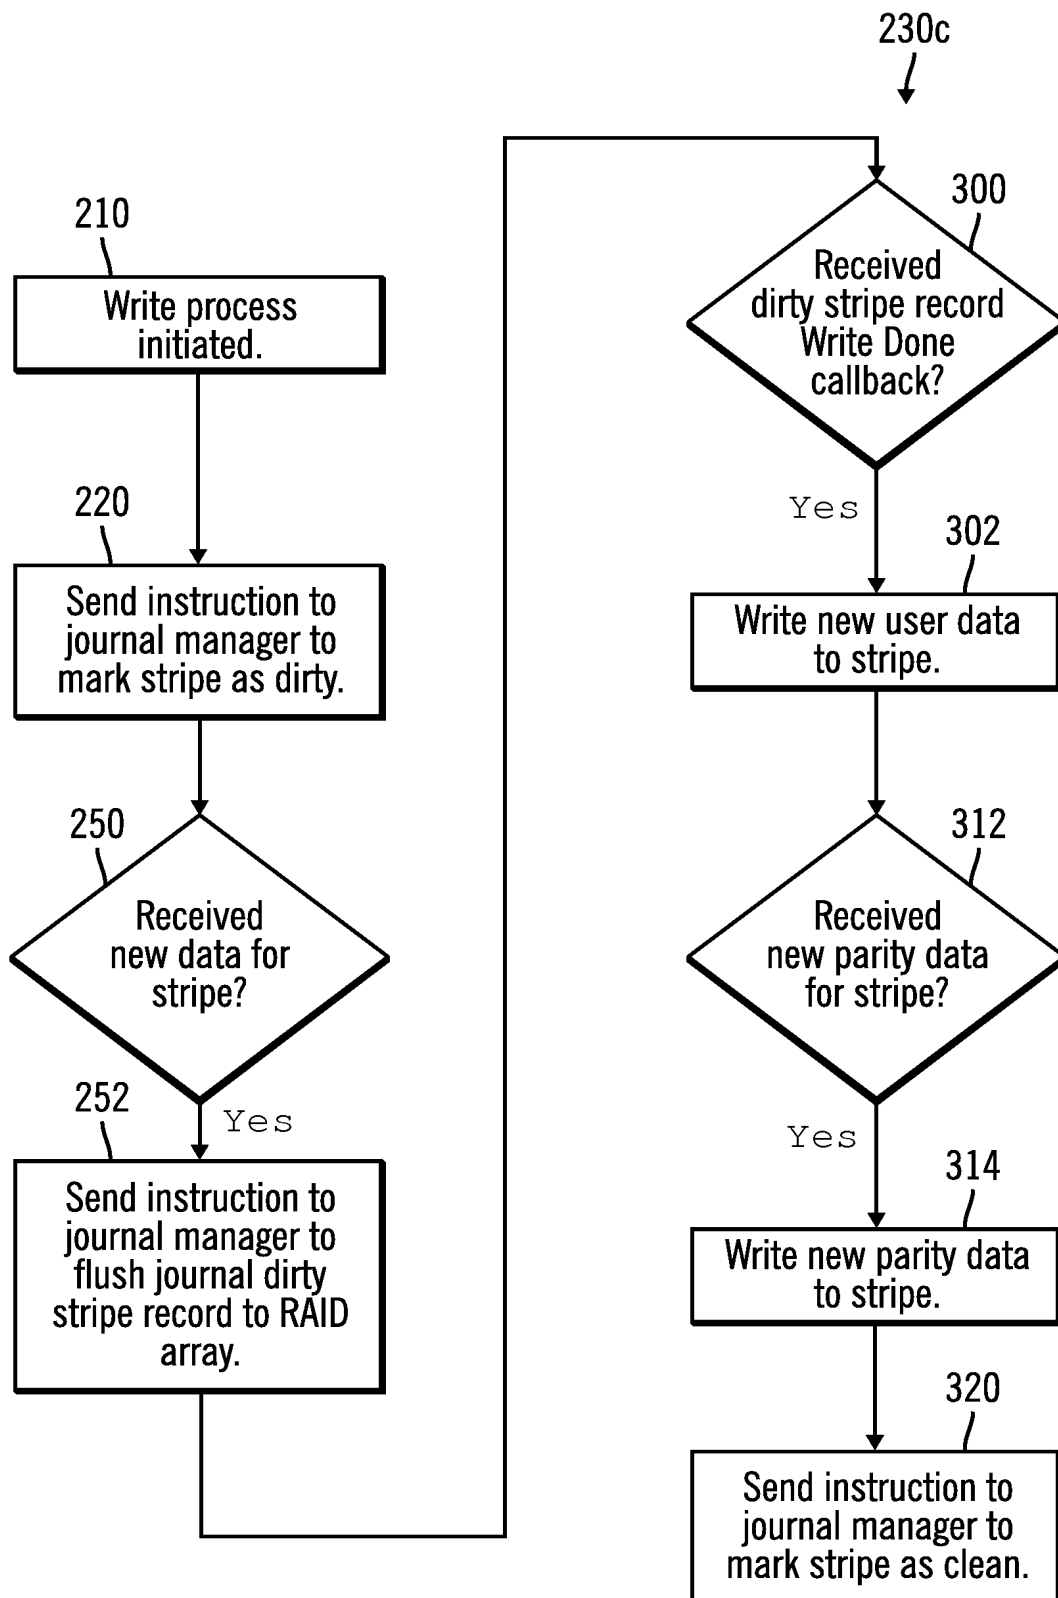 230c
210
Write process
initiated.
220
Send instruction to
journal manager to
mark stripe as dirty.
250
Received
new data for
stripe?
Yes
252
Send instruction to
journal manager to
flush journal dirty
stripe record to RAID
array.
300
Received
dirty stripe record
Write Done
callback?
Yes
302
Write new user data
to stripe.
312
Received
new parity data
for stripe?
Yes
314
Write new parity data
to stripe.
320
Send instruction to
journal manager to
mark stripe as clean.